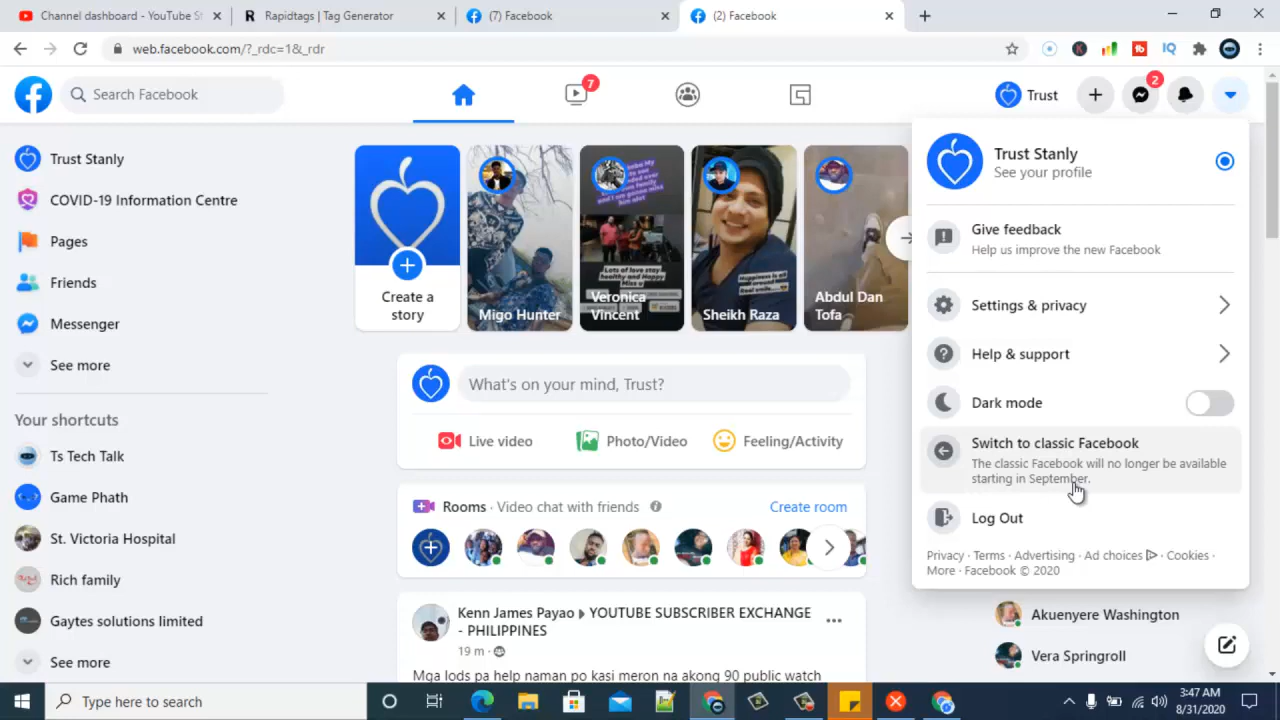 Channel dashboard - YouTube St
Rapidtags | Tag Generator
(7) Facebook
(2) Facebook
web.facebook.com/?_rdc=1&_rdr
Search Facebook
7
Trust
2
Trust Stanly
COVID-19 Information Centre
Pages
Friends
Messenger
See more
Your shortcuts
Ts Tech Talk
Game Phath
St. Victoria Hospital
Rich family
Gaytes solutions limited
See more
Create a
story
Migo Hunter
Lots of love stay
healthy and Happy
Miss u
Veronica
Vincent
Sheikh Raza
Abdul Dan
Tofa
What's on your mind, Trust?
Live video
Photo/Video
Feeling/Activity
Rooms · Video chat with friends
Create room
Kenn James Payao ▸ YOUTUBE SUBSCRIBER EXCHANGE
- PHILIPPINES
19 m ·
Mga lods pa help naman po kasi meron na akong 90 public watch
Trust Stanly
See your profile
Give feedback
Help us improve the new Facebook
Settings & privacy
Help & support
Dark mode
Switch to classic Facebook
The classic Facebook will no longer be available
starting in September.
Log Out
Privacy · Terms · Advertising · Ad choices · Cookies ·
More · Facebook © 2020
Akuenyere Washington
Vera Springroll
Type here to search
3:47 AM
8/31/2020